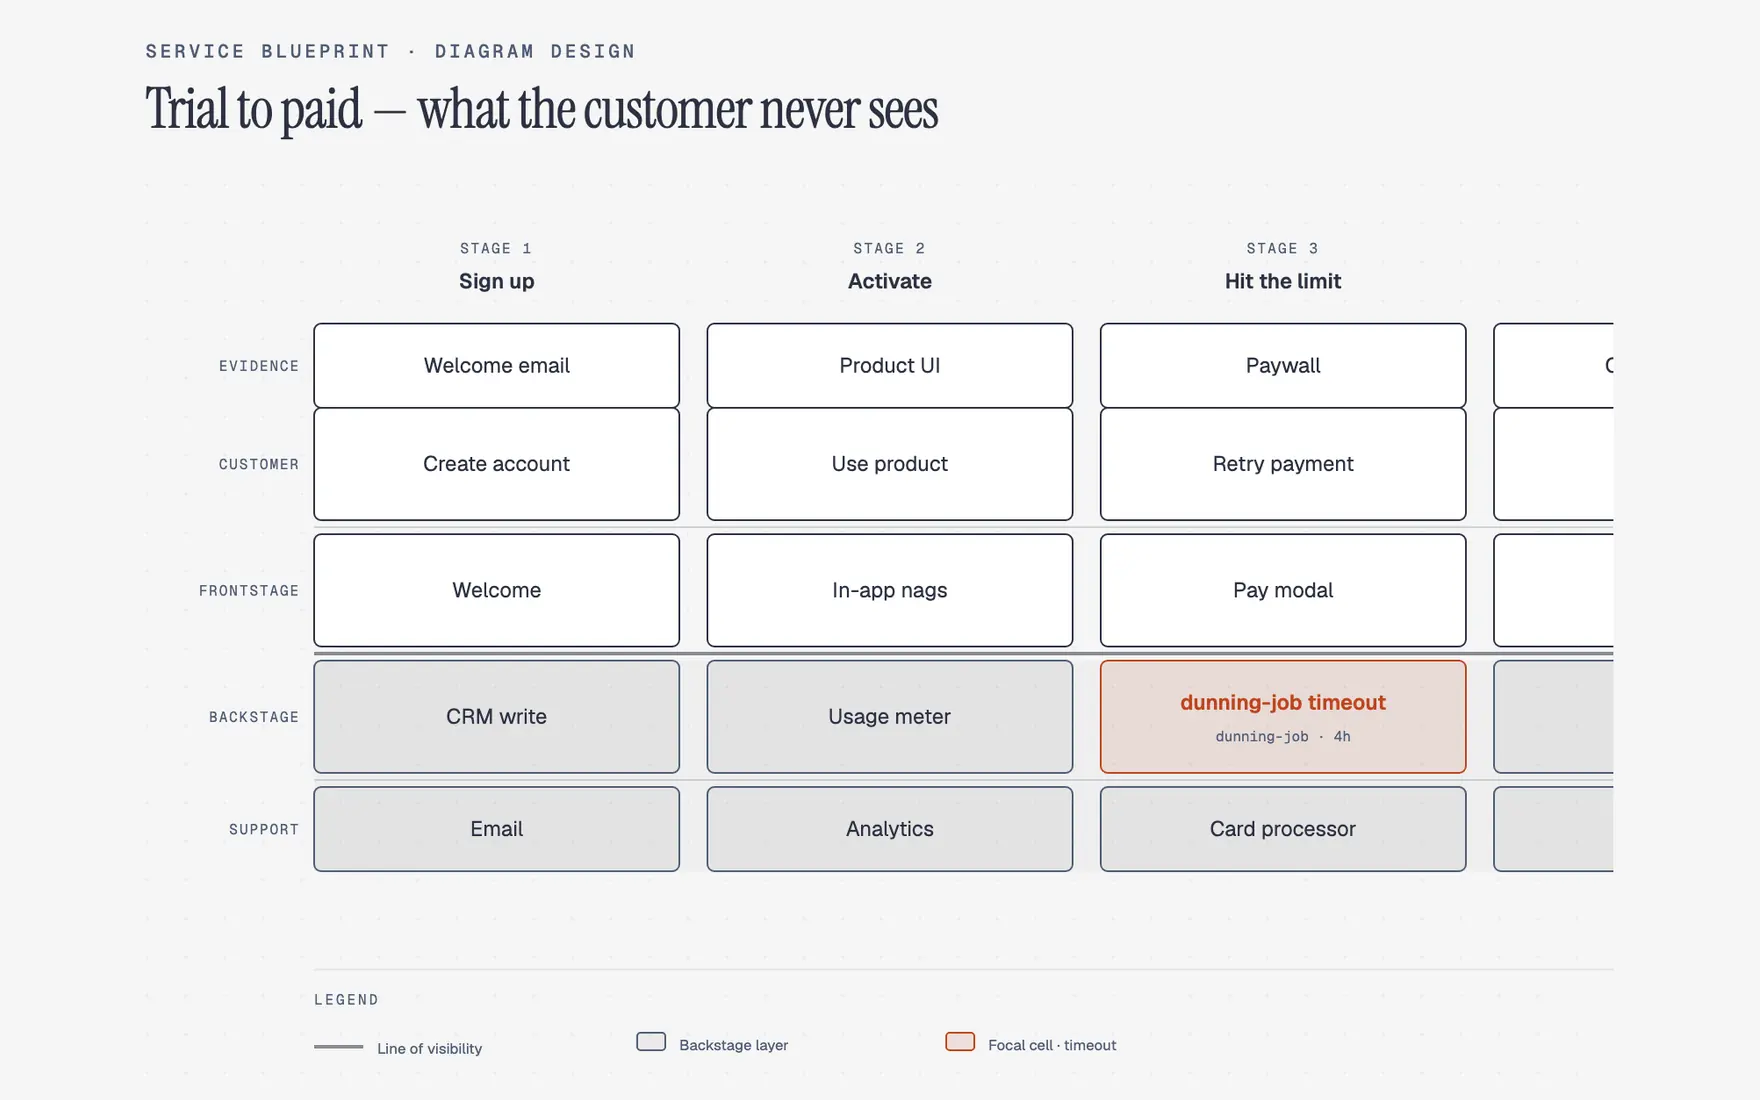 SERVICE BLUEPRINT · DIAGRAM DESIGN
Trial to paid — what the customer never sees
STAGE 1
Sign up
STAGE 2
Activate
STAGE 3
Hit the limit
EVIDENCE
Welcome email
Product UI
Paywall
CUSTOMER
Create account
Use product
Retry payment
FRONTSTAGE
Welcome
In-app nags
Pay modal
BACKSTAGE
CRM write
Usage meter
dunning-job timeout
dunning-job · 4h
SUPPORT
Email
Analytics
Card processor
LEGEND
Line of visibility
Backstage layer
Focal cell · timeout